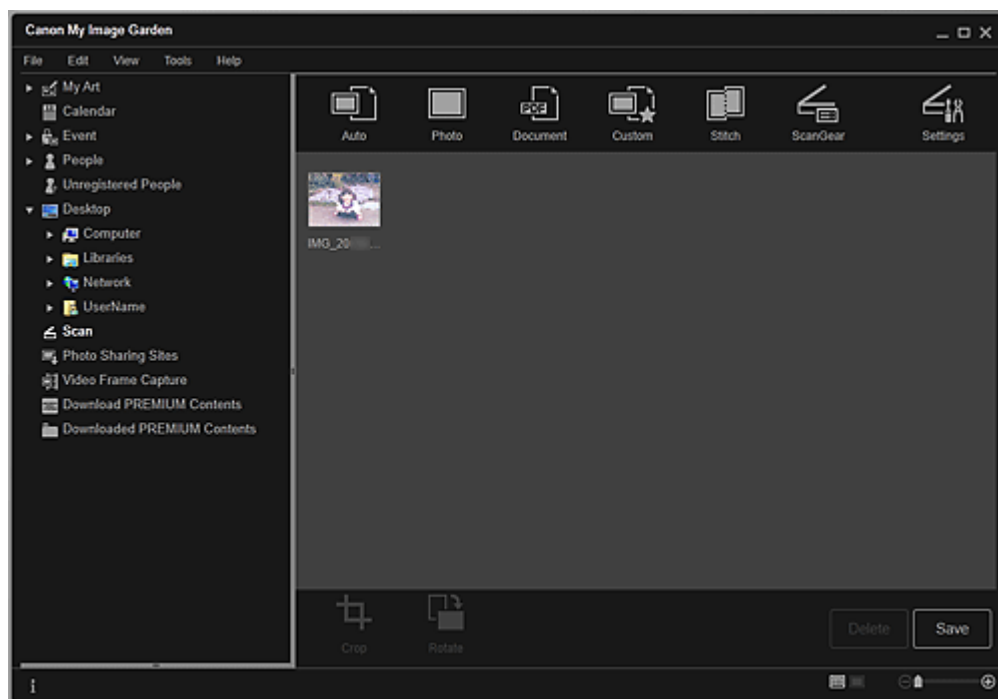 Canon My Image Garden
File Edit View Tools Help
My Art
Calendar
Event
People
Unregistered People
Desktop
Computer
Libraries
Network
UserName
Scan
Photo Sharing Sites
Video Frame Capture
Download PREMIUM Contents
Downloaded PREMIUM Contents
Auto Photo Document Custom Stitch ScanGear Settings
PDF
IMG_20 ...
Crop Rotate
Delete Save